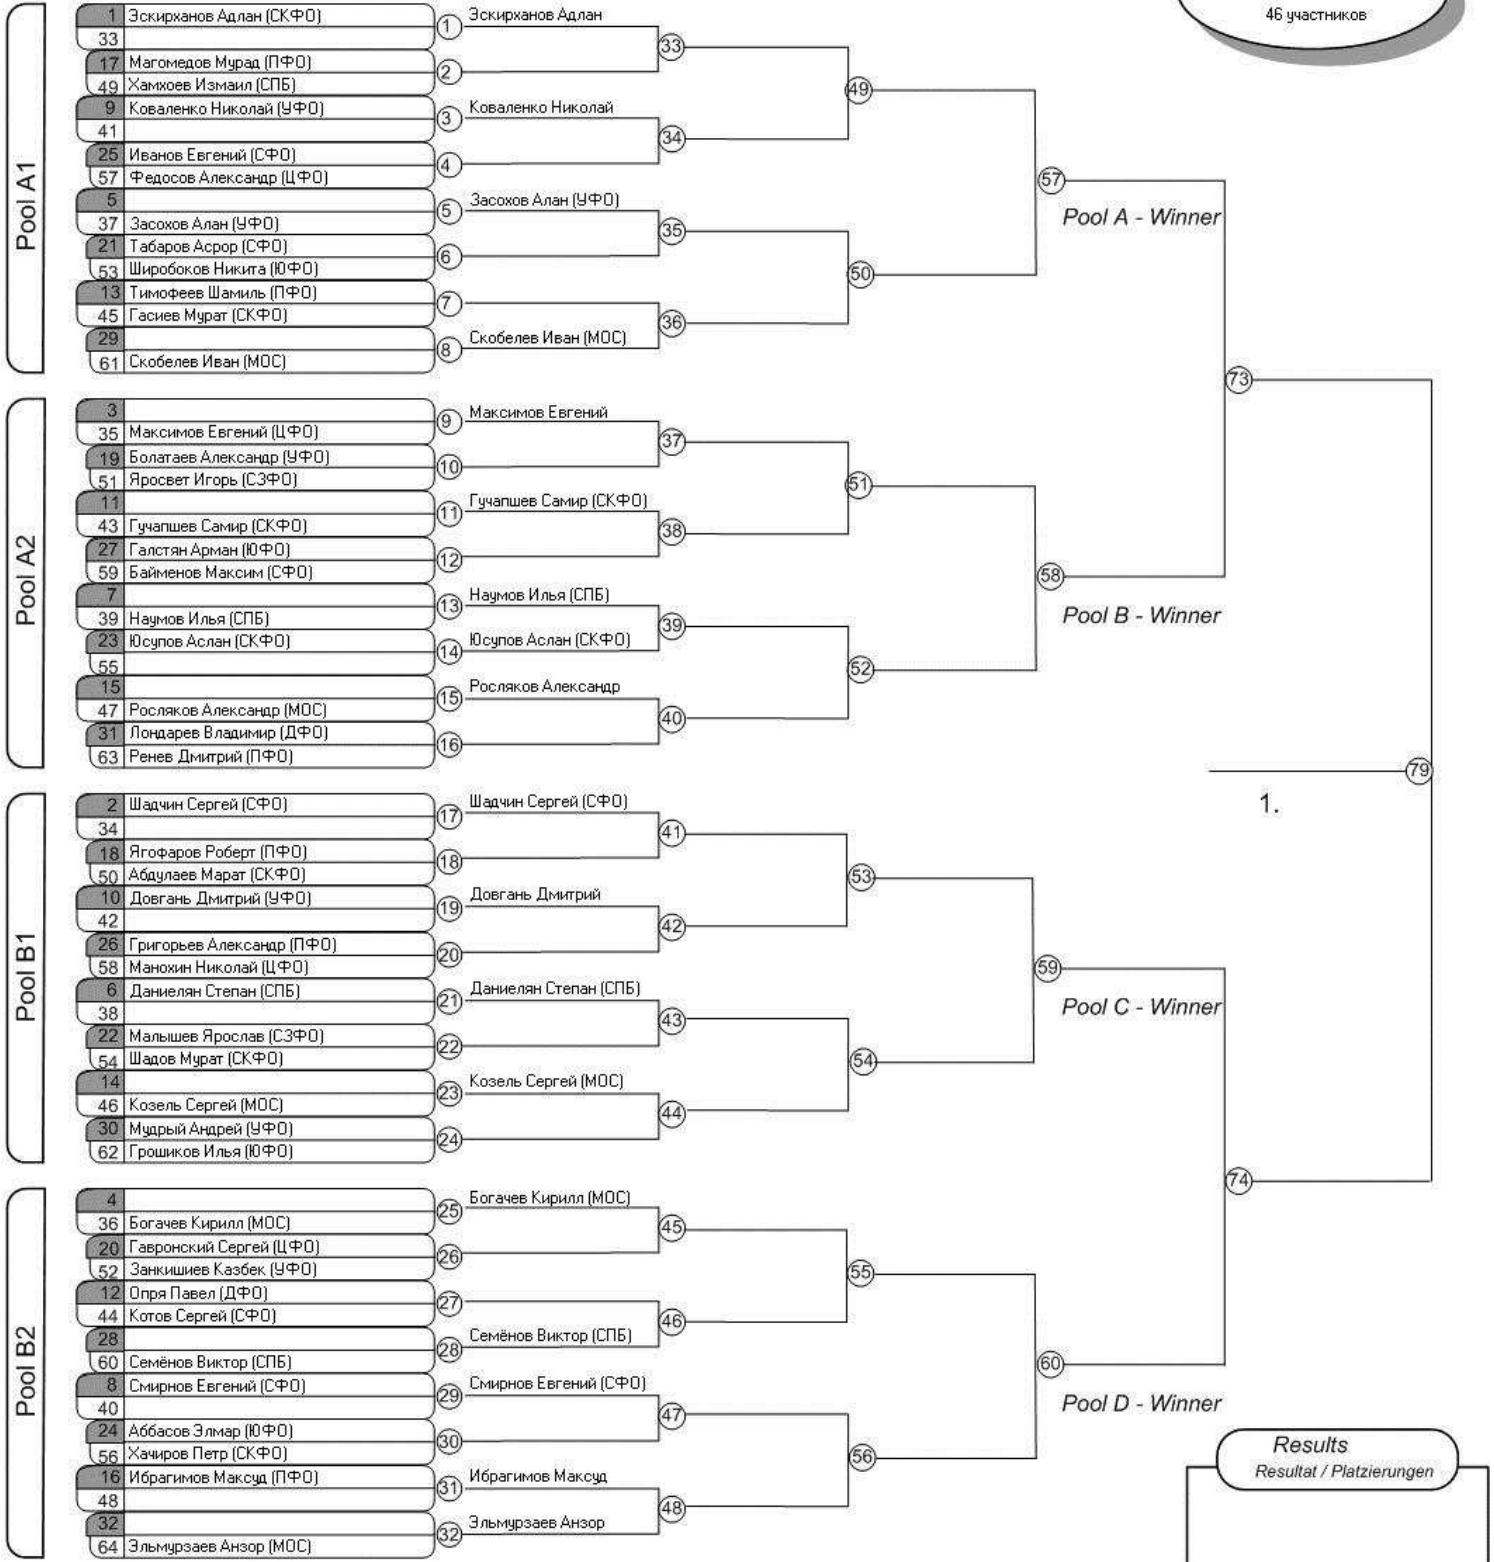 46 участников
Pool A1
1 Эскирханов Адлан (СКФО)
33
17 Магомедов Мурад (ПФО)
49 Хамхоев Измаил (СПБ)
9 Коваленко Николай (УФО)
41
25 Иванов Евгений (СФО)
57 Федосов Александр (ЦФО)
5
37 Засохов Алан (УФО)
21 Табаров Асрор (СФО)
53 Широбоков Никита (ЮФО)
13 Тимофеев Шамиль (ПФО)
45 Гасиев Мурат (СКФО)
29
61 Скобелев Иван (МОС)
1 Эскирханов Адлан
2
3 Коваленко Николай
4
5 Засохов Алан (УФО)
6
7
8 Скобелев Иван (МОС)
33
34
35
36
49
50
57
Pool A - Winner
Pool A2
3
35 Максимов Евгений (ЦФО)
19 Болатаев Александр (УФО)
51 Яросвет Игорь (СЗФО)
11
43 Гучапшев Самир (СКФО)
27 Галстян Арман (ЮФО)
59 Байменов Максим (СФО)
7
39 Наумов Илья (СПБ)
23 Юсупов Аслан (СКФО)
55
15
47 Росляков Александр (МОС)
31 Лондарев Владимир (ДФО)
63 Ренев Дмитрий (ПФО)
9 Максимов Евгений
10
11 Гучапшев Самир (СКФО)
12
13 Наумов Илья (СПБ)
14 Юсупов Аслан (СКФО)
15 Росляков Александр
16
37
38
39
40
51
52
58
Pool B - Winner
73
Pool B1
2 Шадчин Сергей (СФО)
34
18 Ягофаров Роберт (ПФО)
50 Абдулаев Марат (СКФО)
10 Довгань Дмитрий (УФО)
42
26 Григорьев Александр (ПФО)
58 Манохин Николай (ЦФО)
6 Даниелян Степан (СПБ)
38
22 Малышев Ярослав (СЗФО)
54 Шадов Мурат (СКФО)
14
46 Козель Сергей (МОС)
30 Мудрый Андрей (УФО)
62 Грошиков Илья (ЮФО)
17 Шадчин Сергей (СФО)
18
19 Довгань Дмитрий
20
21 Даниелян Степан (СПБ)
22
23 Козель Сергей (МОС)
24
41
42
43
44
53
54
59
Pool C - Winner
79
1.
Pool B2
4
36 Богачев Кирилл (МОС)
20 Гавронский Сергей (ЦФО)
52 Занкишиев Казбек (УФО)
12 Опря Павел (ДФО)
44 Котов Сергей (СФО)
28
60 Семёнов Виктор (СПБ)
8 Смирнов Евгений (СФО)
40
24 Аббасов Элмар (ЮФО)
56 Хачиров Петр (СКФО)
16 Ибрагимов Максуд (ПФО)
48
32
64 Эльмурзаев Анзор (МОС)
25 Богачев Кирилл (МОС)
26
27
28 Семёнов Виктор (СПБ)
29 Смирнов Евгений (СФО)
30
31 Ибрагимов Максуд
32 Эльмурзаев Анзор
45
46
47
48
55
56
60
Pool D - Winner
74
Results
Resultat / Platzierungen